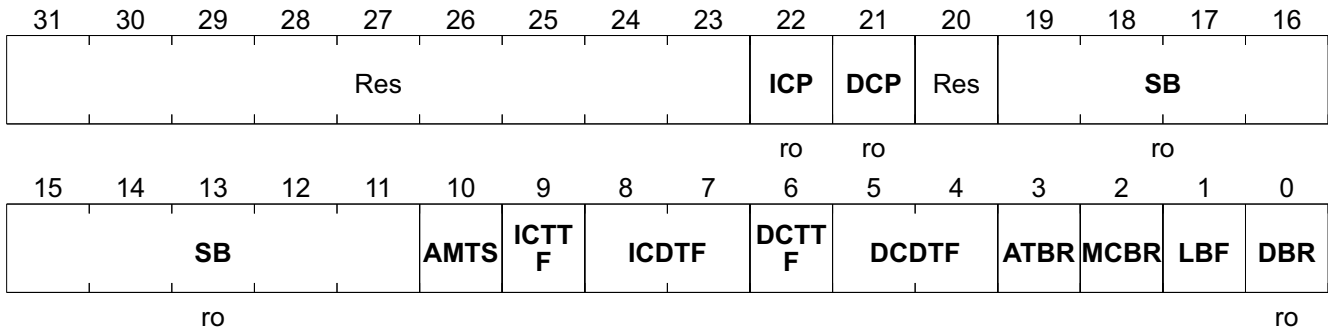 31 30 29 28 27 26 25 24 23 22 21 20 19 18 17 16
Res ICP DCP Res SB
ro ro ro
15 14 13 12 11 10 9 8 7 6 5 4 3 2 1 0
SB AMTS ICTT F ICDTF DCTT F DCDTF ATBR MCBR LBF DBR
ro ro